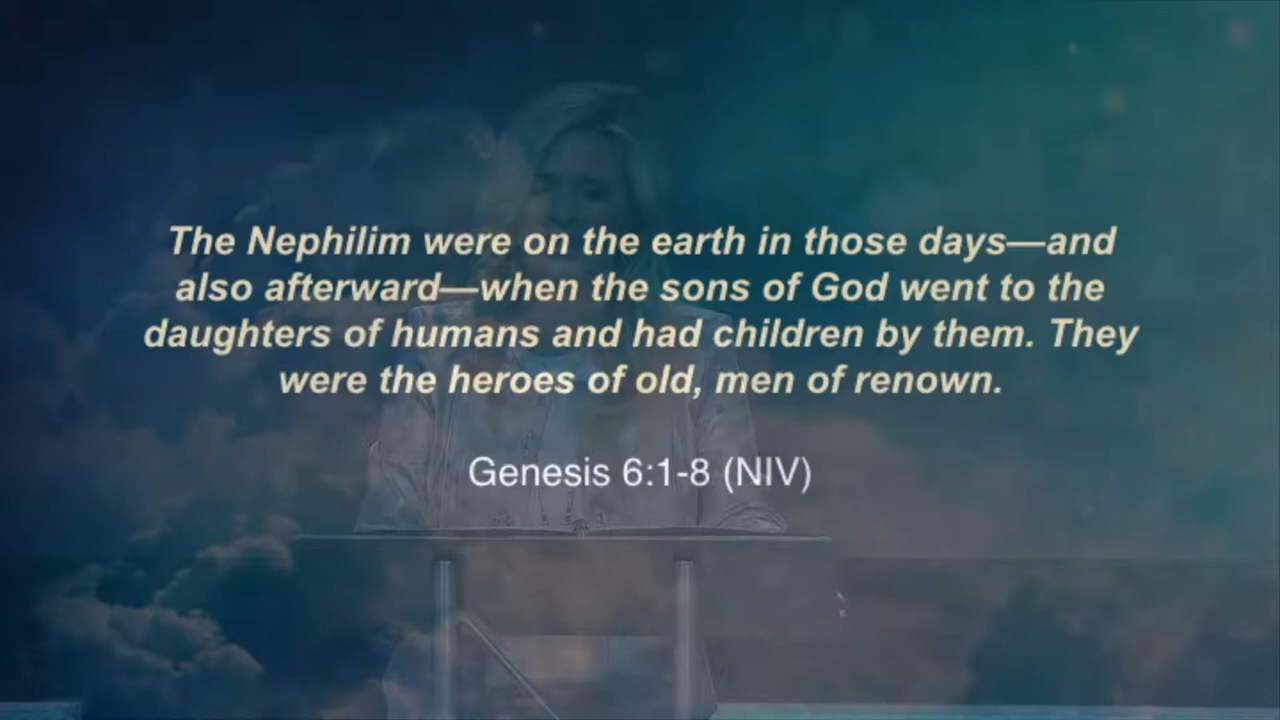 The Nephilim were on the earth in those days—and
also afterward—when the sons of God went to the
daughters of humans and had children by them. They
were the heroes of old, men of renown.
Genesis 6:1-8 (NIV)